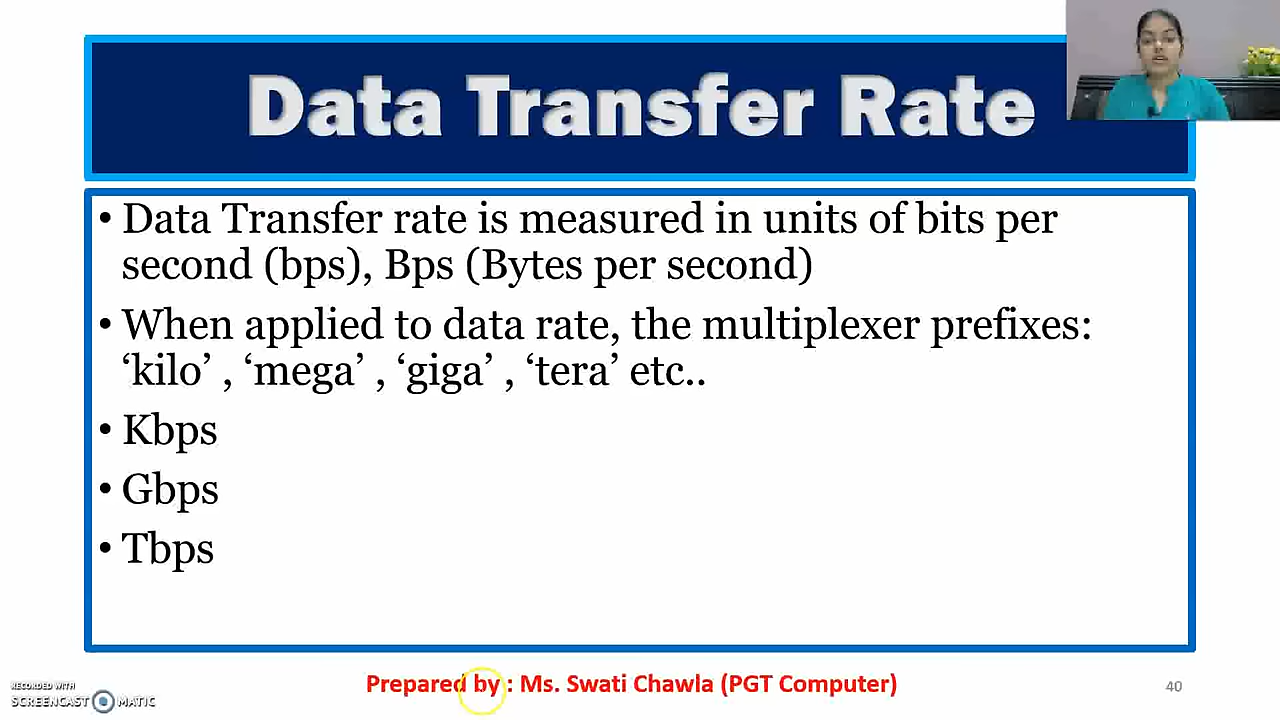 Data Transfer Rate
• Data Transfer rate is measured in units of bits per
second (bps), Bps (Bytes per second)
• When applied to data rate, the multiplexer prefixes:
‘kilo’ , ‘mega’ , ‘giga’ , ‘tera’ etc..
• Kbps
• Gbps
• Tbps
Prepared by : Ms. Swati Chawla (PGT Computer)
40
RECORDED WITH
SCREENCAST MATIC